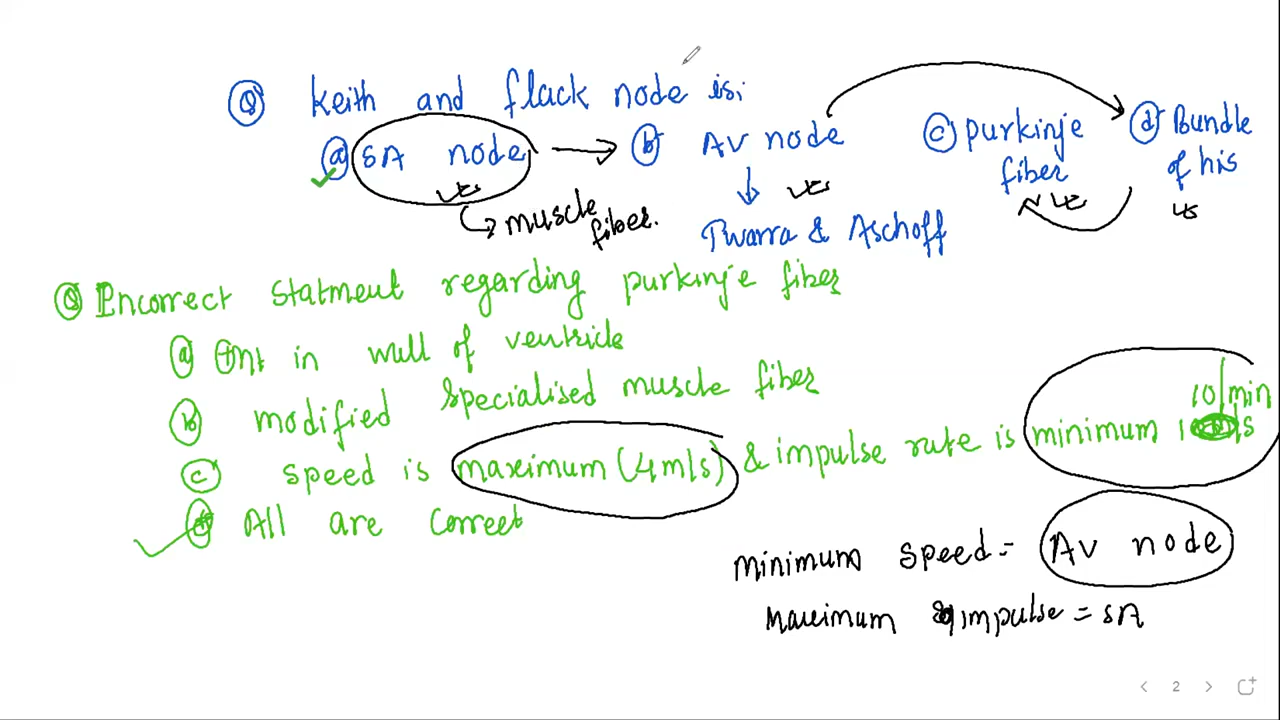 Q Keith and flack node is:
a SA node → b AV node c purkinje fiber d Bundle of his
muscle fiber.
Twarra & Aschoff
Q Incorrect statment regarding purkinje fiber
a +nt in wall of ventricle
b modified specialised muscle fiber
c speed is maximum (4m/s) & impulse rate is minimum 10/min
All are correct
minimum speed = AV node
Maximum impulse = SA
2